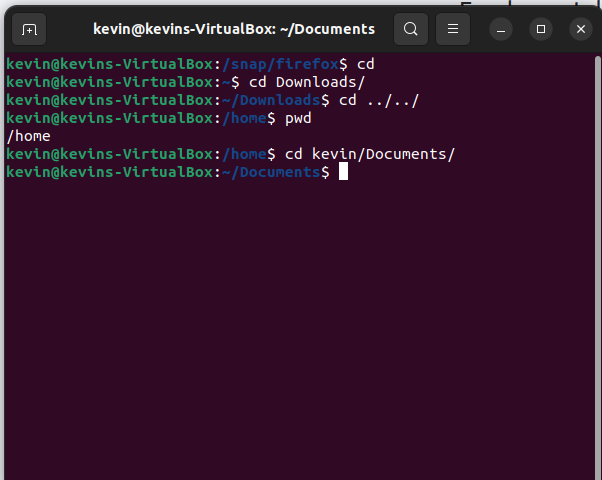 kevin@kevins-VirtualBox: ~/Documents
kevin@kevins-VirtualBox:/snap/firefox$ cd
kevin@kevins-VirtualBox:~$ cd Downloads/
kevin@kevins-VirtualBox:~/Downloads$ cd ../../
kevin@kevins-VirtualBox:/home$ pwd
/home
kevin@kevins-VirtualBox:/home$ cd kevin/Documents/
kevin@kevins-VirtualBox:~/Documents$